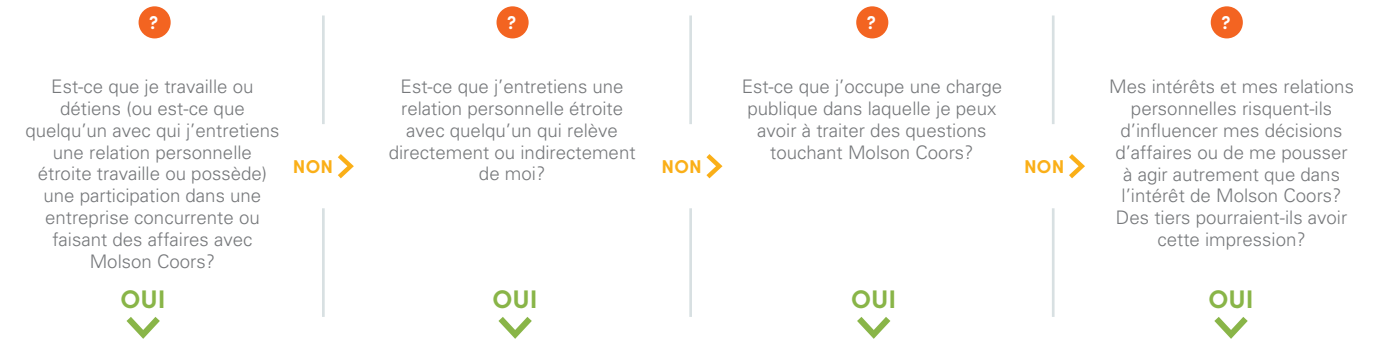 ?
Est-ce que je travaille ou
détiens (ou est-ce que
quelqu’un avec qui j’entretiens
une relation personnelle
étroite travaille ou possède)
une participation dans une
entreprise concurrente ou
faisant des affaires avec
Molson Coors?
OUI
NON
?
Est-ce que j’entretiens une
relation personnelle étroite
avec quelqu’un qui relève
directement ou indirectement
de moi?
OUI
NON
?
Est-ce que j’occupe une charge
publique dans laquelle je peux
avoir à traiter des questions
touchant Molson Coors?
OUI
NON
?
Mes intérêts et mes relations
personnelles risquent-ils
d’influencer mes décisions
d’affaires ou de me pousser
à agir autrement que dans
l’intérêt de Molson Coors?
Des tiers pourraient-ils avoir
cette impression?
OUI